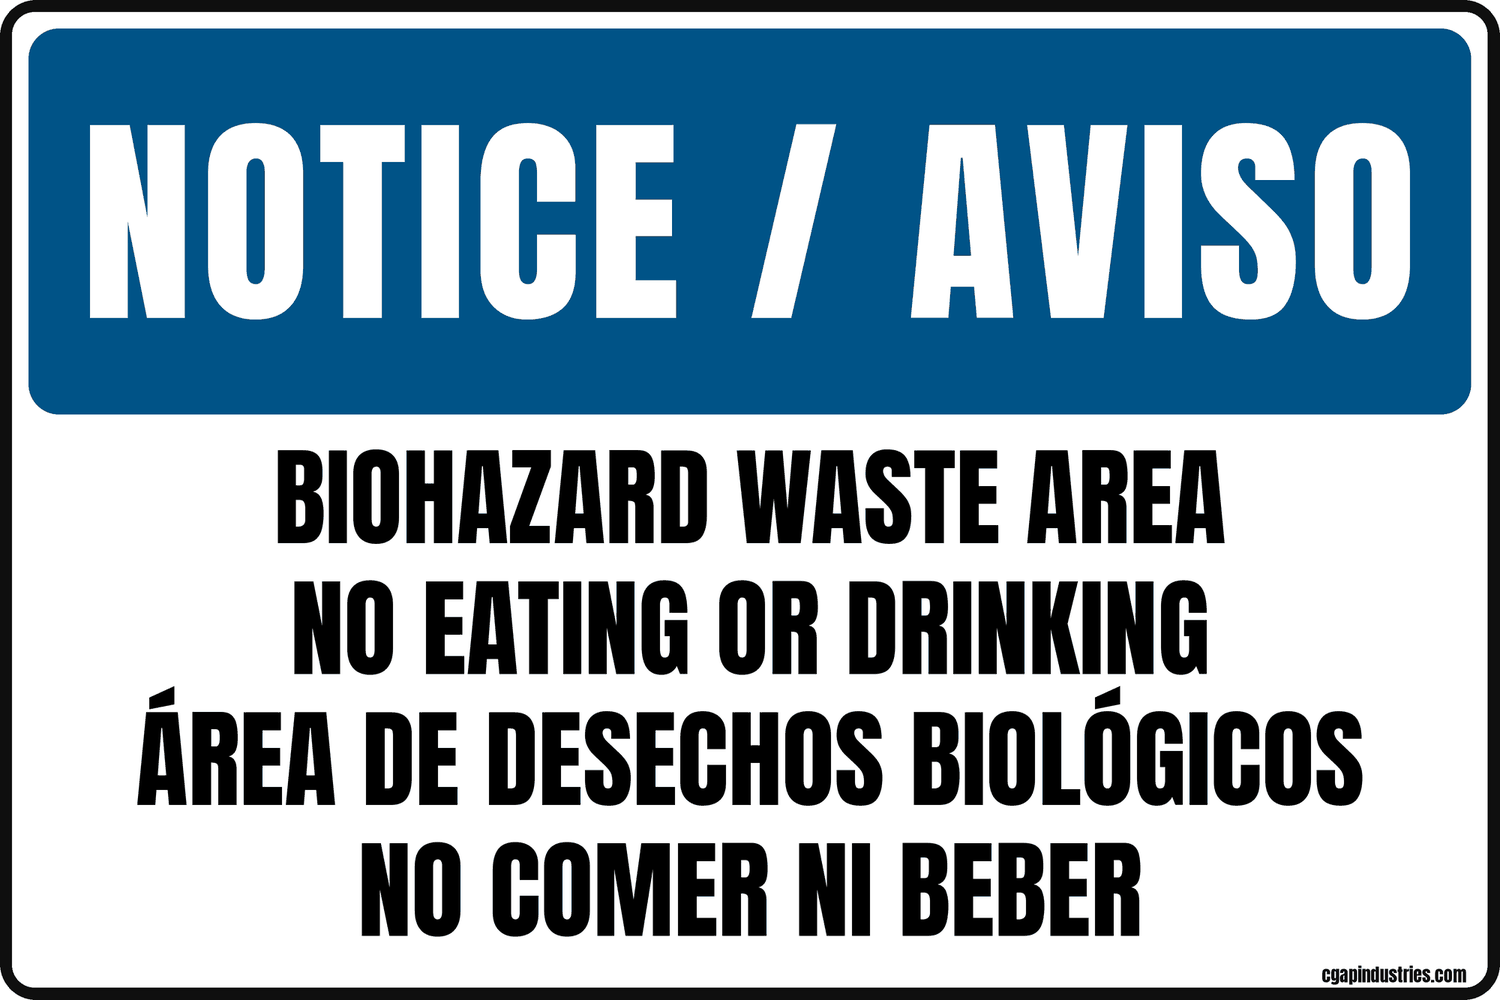 NOTICE / AVISO
BIOHAZARD WASTE AREA
NO EATING OR DRINKING
ÁREA DE DESECHOS BIOLÓGICOS
NO COMER NI BEBER
cgapindustries.com